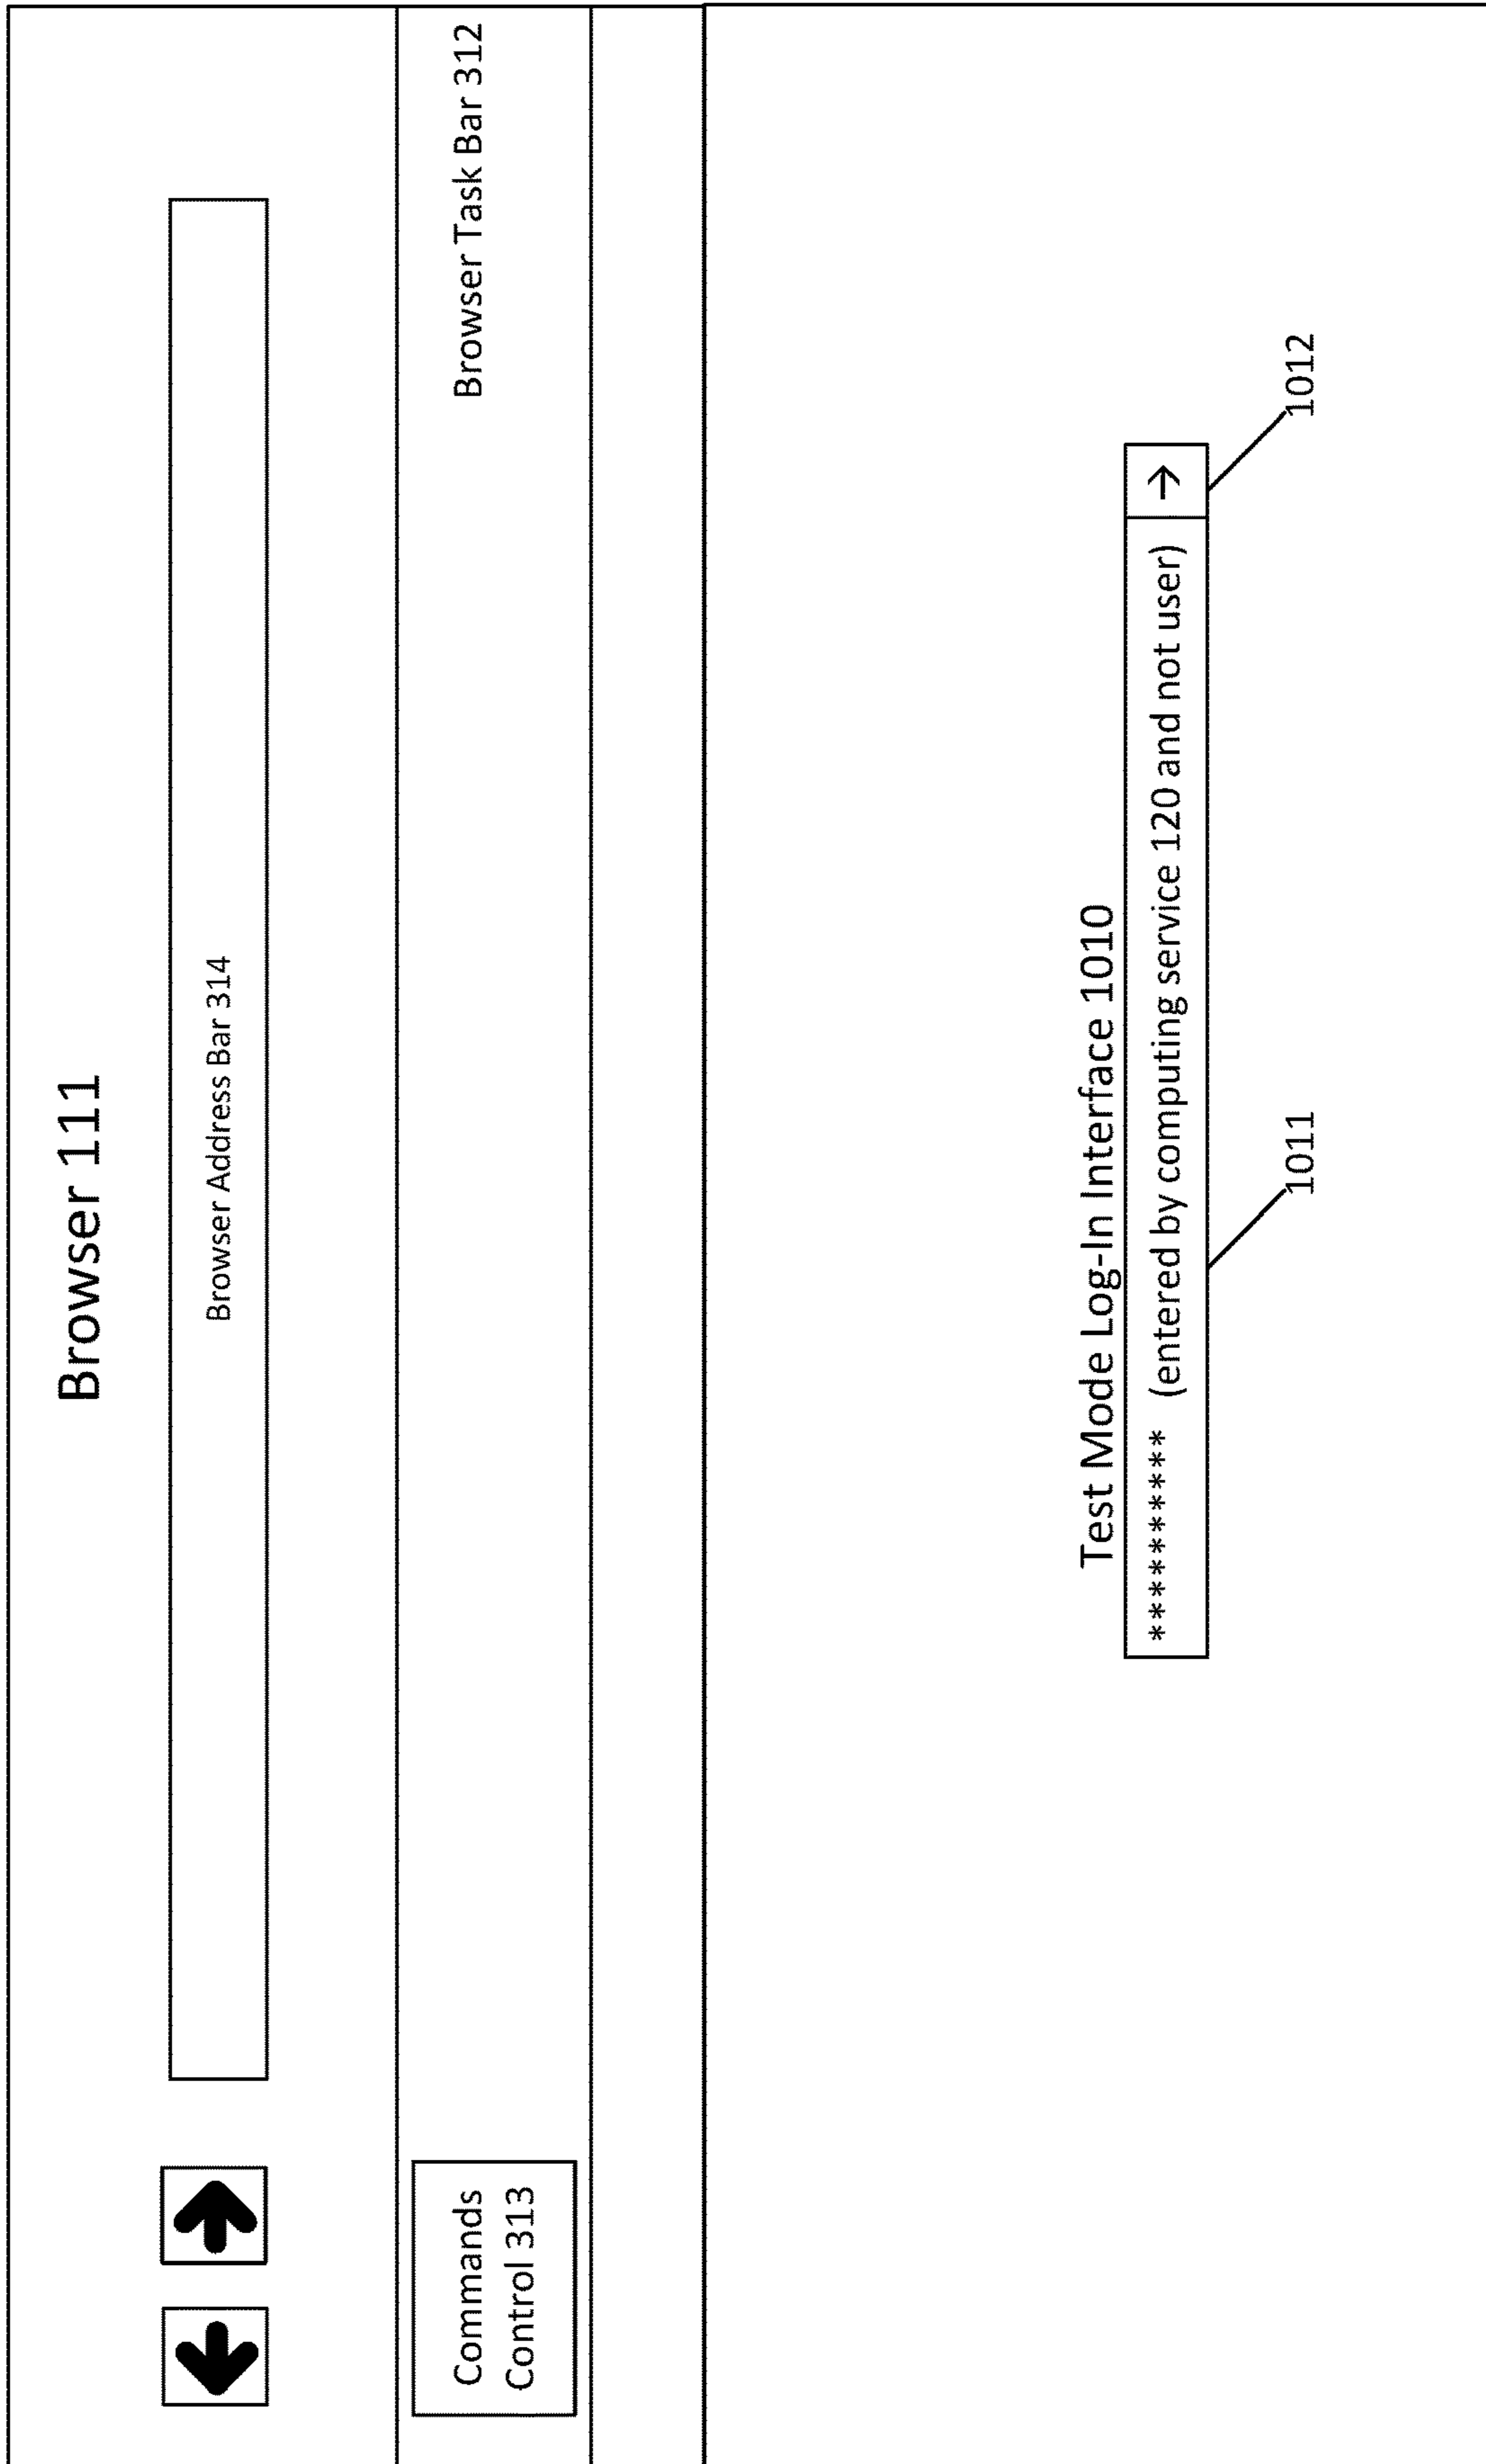 Browser 111
Browser Address Bar 314
Commands
Control 313
Browser Task Bar 312
Test Mode Log-In Interface 1010
********** (entered by computing service 120 and not user) →
1011
1012